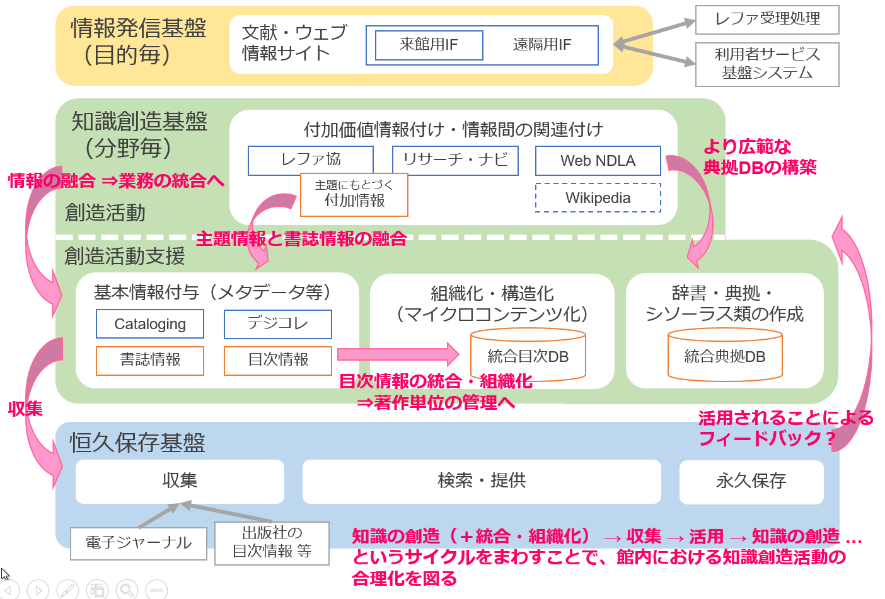 情報発信基盤
（目的毎）
文献・ウェブ
情報サイト
来館用IF
遠隔用IF
レファ受理処理
利用者サービス
基盤システム
知識創造基盤
（分野毎）
付加価値情報付け・情報間の関連付け
レファ協
リサーチ・ナビ
Web NDLA
主題にもとづく
付加情報
Wikipedia
より広範な
典拠DBの構築
情報の融合 ⇒業務の統合へ
創造活動
主題情報と書誌情報の融合
創造活動支援
基本情報付与（メタデータ等）
Cataloging
デジコレ
書誌情報
目次情報
組織化・構造化
（マイクロコンテンツ化）
統合目次DB
辞書・典拠・
シソーラス類の作成
統合典拠DB
目次情報の統合・組織化
⇒著作単位の管理へ
収集
活用されることによる
フィードバック？
恒久保存基盤
収集
検索・提供
永久保存
電子ジャーナル
出版社の
目次情報 等
知識の創造（＋統合・組織化） → 収集 → 活用 → 知識の創造 …
というサイクルをまわすことで、館内における知識創造活動の
合理化を図る